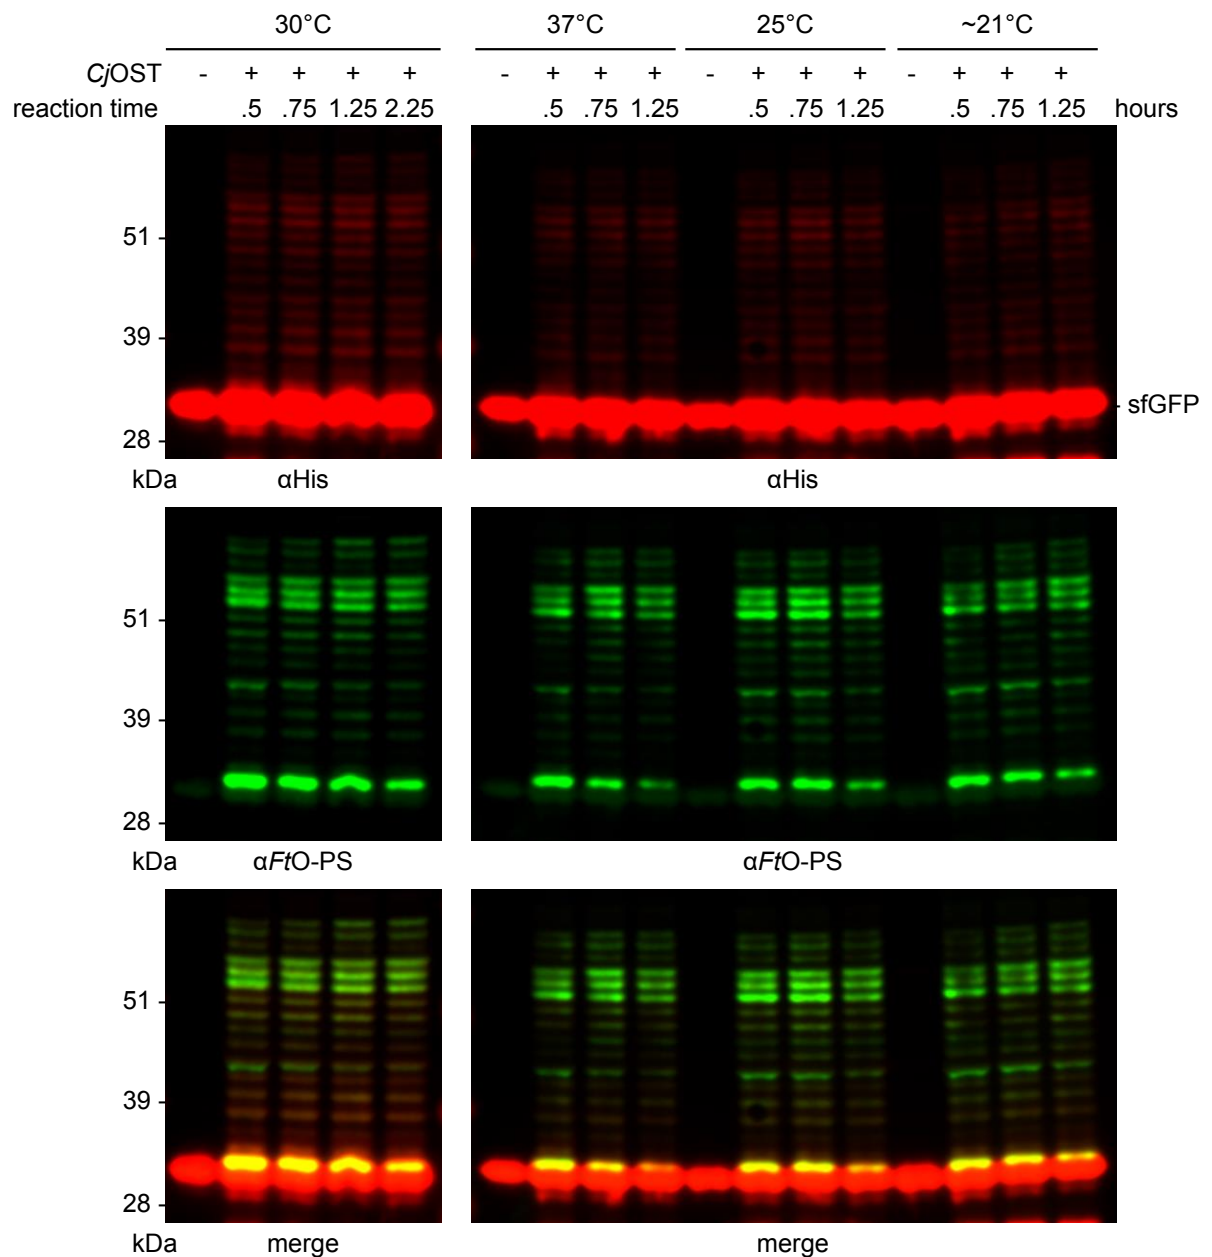 30°C 37°C 25°C ~21°C
CjOST - + + + + - + + + - + + + - + + +
reaction time .5 .75 1.25 2.25 .5 .75 1.25 .5 .75 1.25 .5 .75 1.25 hours
51
39
sfGFP
28
kDa αHis αHis
51
39
28
kDa αFtO-PS αFtO-PS
51
39
28
kDa merge merge